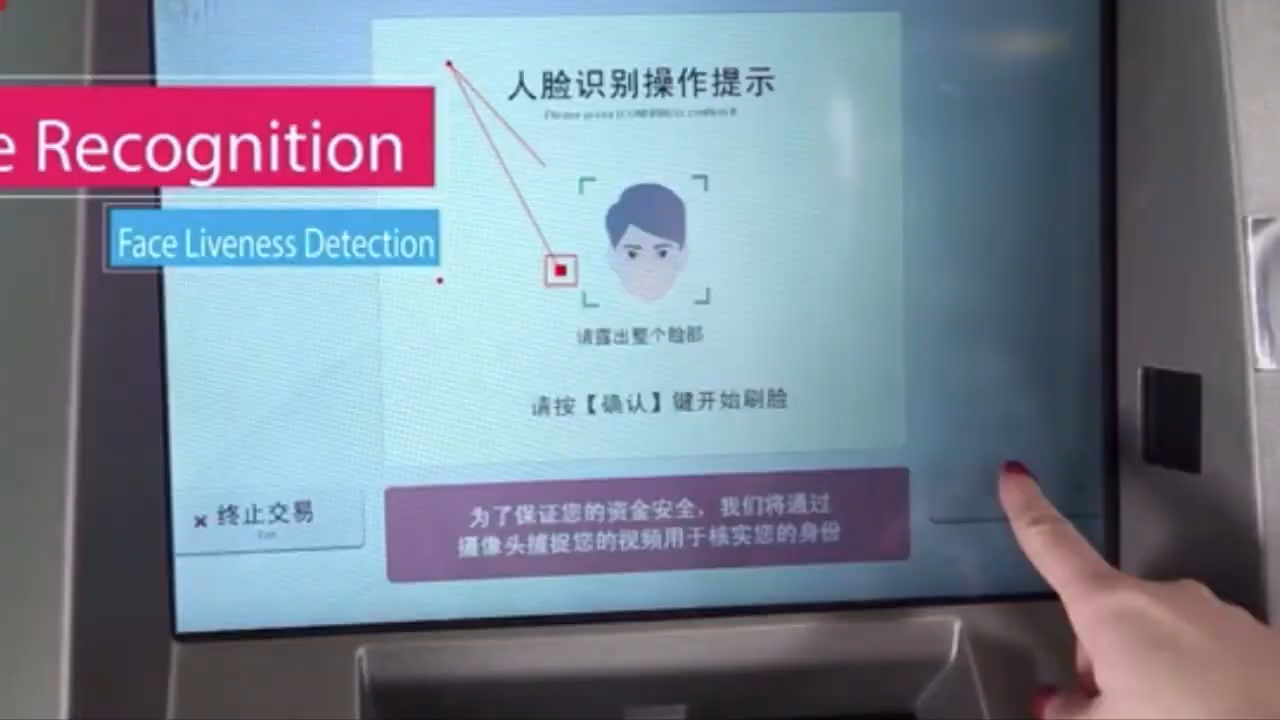 人脸识别操作提示
e Recognition
Face Liveness Detection
请露出整个脸部
请按【确认】键开始刷脸
× 终止交易
Exit
为了保证您的资金安全，我们将通过
摄像头捕捉您的视频用于核实您的身份